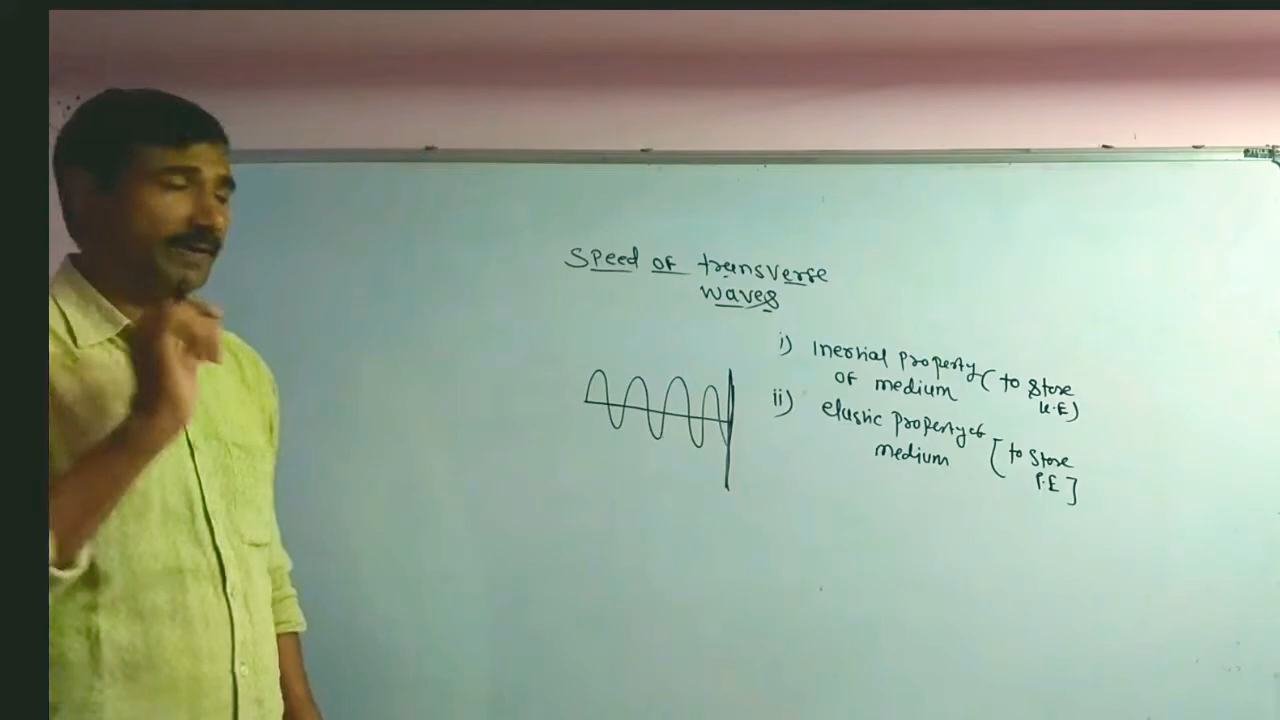 Speed of transverse
waves
i) Inertial property ( to store
of medium K.E)
ii) elastic property of [ to store
medium P.E ]